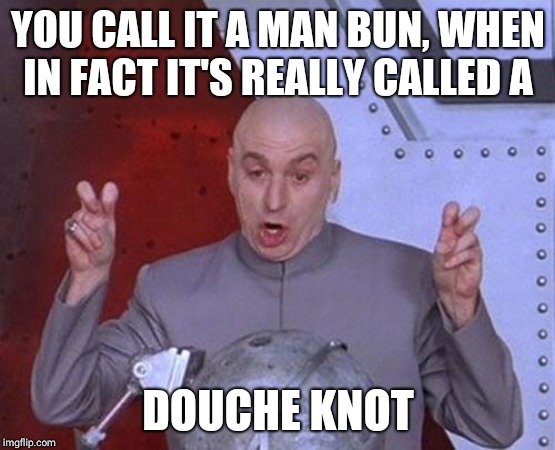 YOU CALL IT A MAN BUN, WHEN
IN FACT IT'S REALLY CALLED A
DOUCHE KNOT
imgflip.com